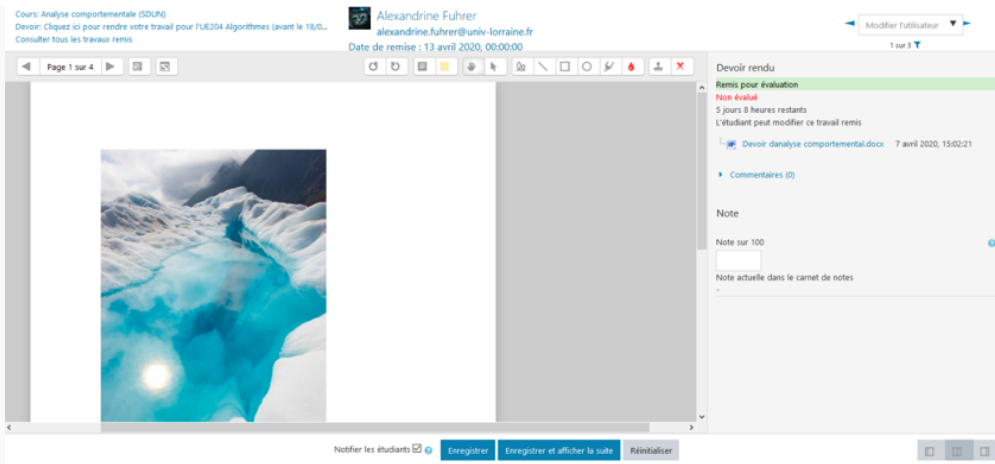 Cours: Analyse comportementale (SDUN)
Devoir: Cliquez ici pour rendre votre travail pour l'UE204 Algorithmes (avant le 18/0...
Consulter tous les travaux remis
Alexandrine Fuhrer
alexandrine.fuhrer@univ-lorraine.fr
Date de remise : 13 avril 2020, 00:00:00
Modifier l'utilisateur
1 sur 3
Page 1 sur 4
Devoir rendu
Remis pour évaluation
Non évalué
5 jours 8 heures restants
L'étudiant peut modifier ce travail remis
Devoir danalyse comportemental.docx 7 avril 2020, 15:02:21
Commentaires (0)
Note
Note sur 100
Note actuelle dans le carnet de notes
-
Notifier les étudiants
Enregistrer
Enregistrer et afficher la suite
Réinitialiser